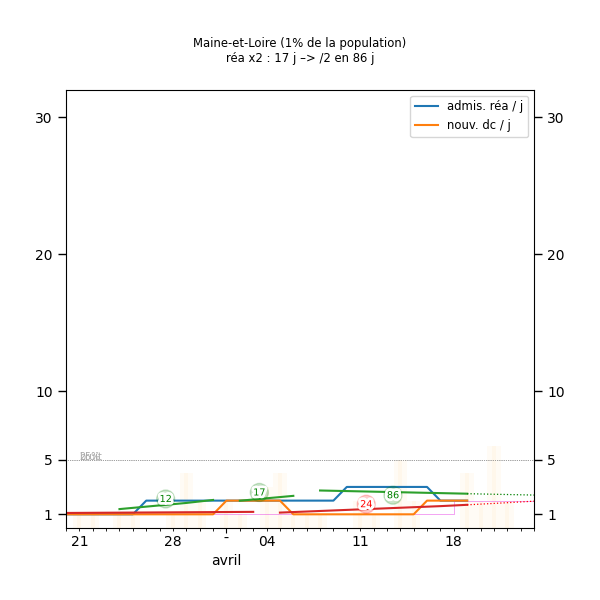 Maine-et-Loire (1% de la population)
réa x2 : 17 j –> /2 en 86 j
admis. réa / j
nouv. dc / j
30 30
20 20
10 10
5 5
1 1
12 17 24 86
21 28 04 11 18
avril